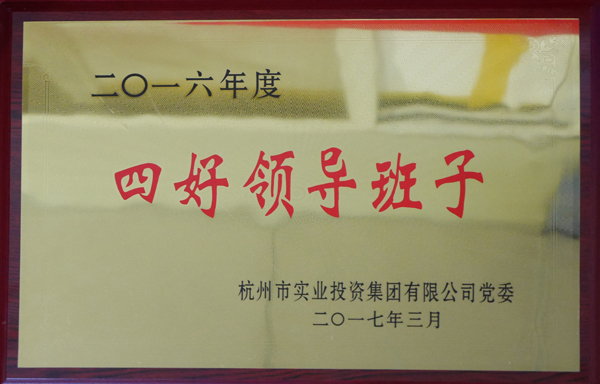 二〇一六年度
四好领导班子
杭州市实业投资集团有限公司党委
二〇一七年三月